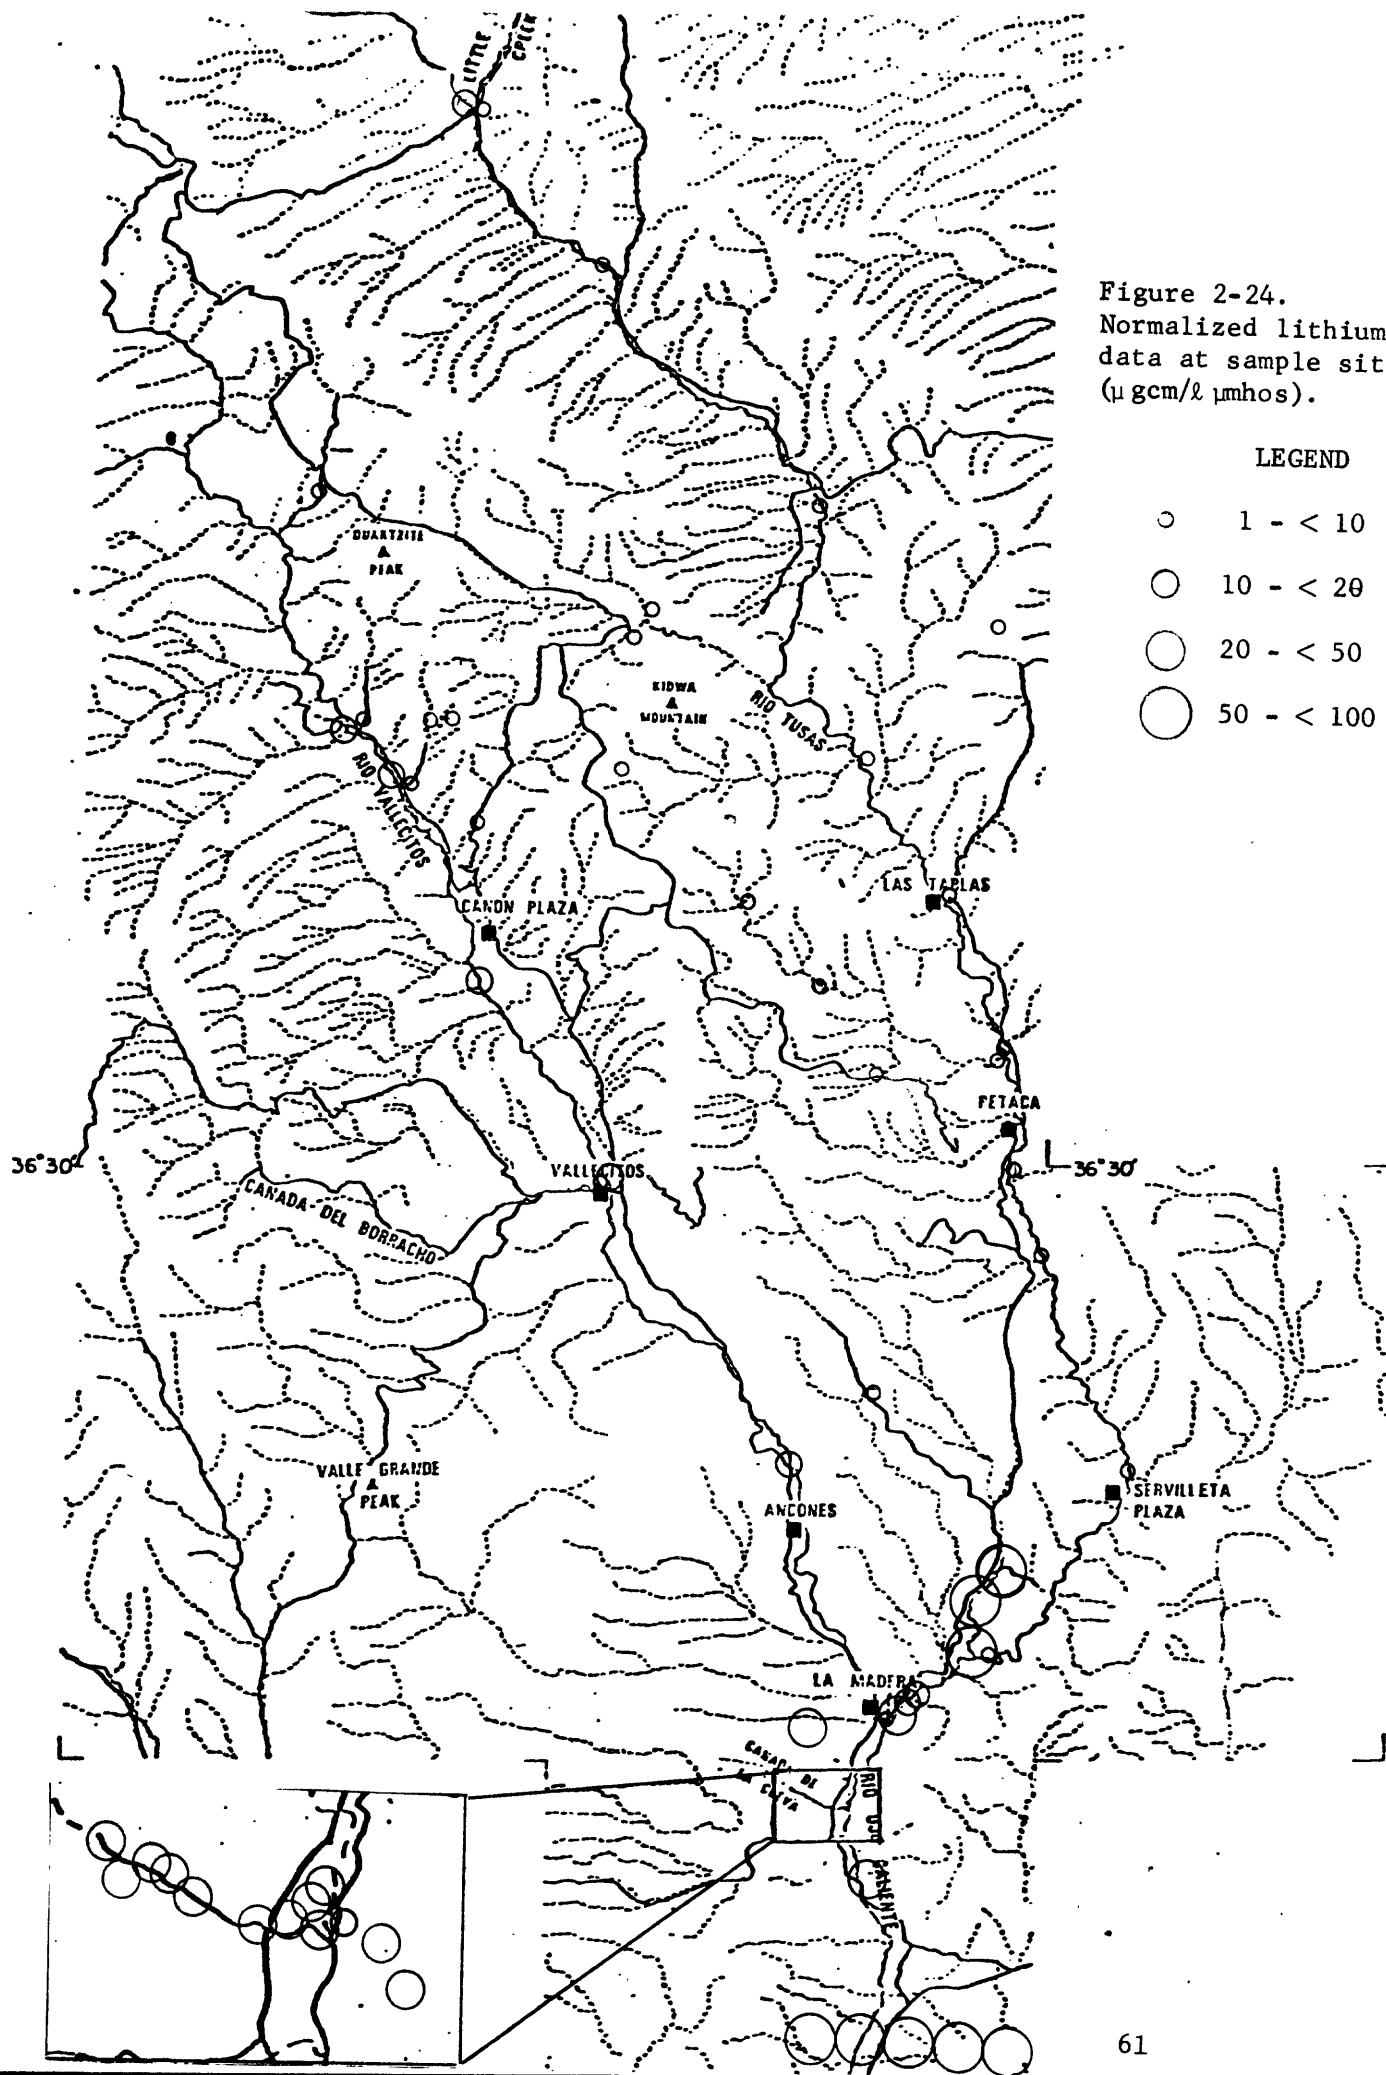 LITTLE
CREEK
Figure 2-24.
Normalized lithium
data at sample sit
(µ gcm/ℓ µmhos).
LEGEND
1 - < 10
10 - < 20
20 - < 50
50 - < 100
QUARTZITE
PEAK
KIOWA
MOUNTAIN
RIO TUSAS
RIO VALLECITOS
LAS TABLAS
CANON PLAZA
PETACA
36°30'
VALLECITOS
36°30'
CANADA DEL BORRACHO
VALLE GRANDE
PEAK
SERVILLETA
PLAZA
ANCONES
LA MADERA
DE
LA
RIO OJO
CALIENTE
61